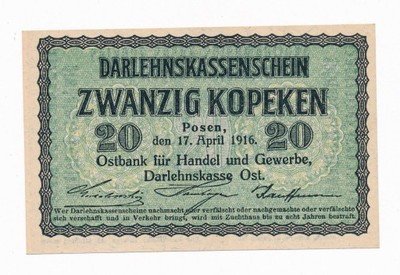 DARLEHNSKASSENSCHEIN
ZWANZIG KOPEKEN
20 Posen, 20
den 17. April 1916.
Ostbank für Handel und Gewerbe,
Darlehnskasse Ost.
Wer Darlehnskassenscheine nachmacht oder verfälscht oder nachgemachte oder verfälschte
sich verschafft und in Verkehr bringt, wird mit Zuchthaus bis zu acht Jahren bestraft.